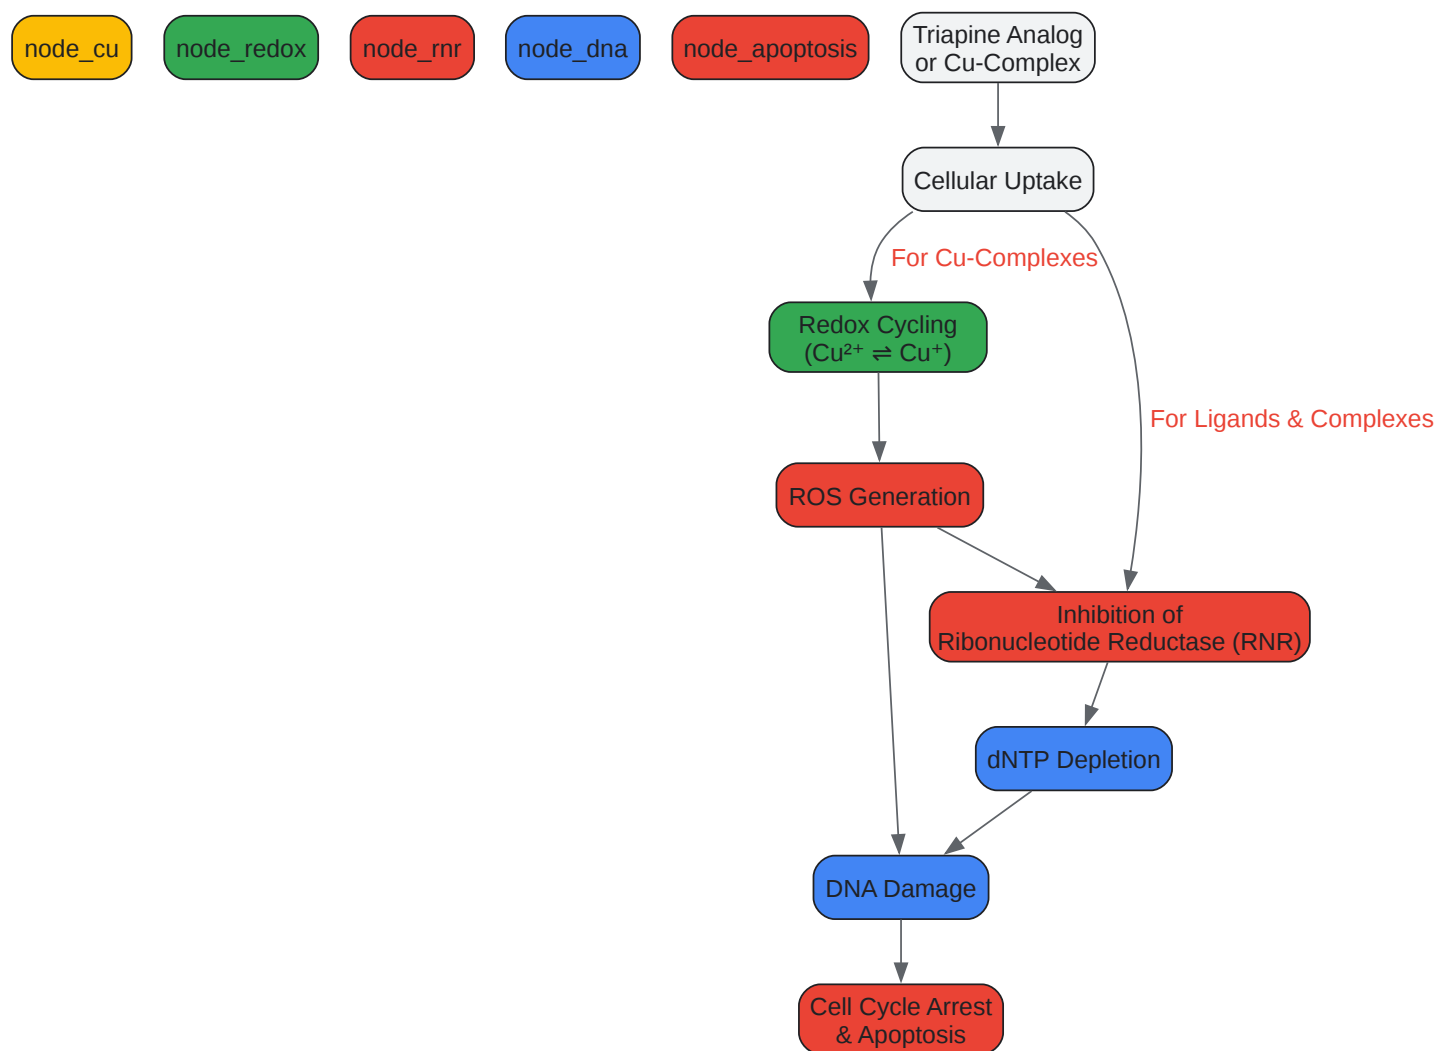 node_cu
node_redox
node_rnr
node_dna
node_apoptosis
Triapine Analog
or Cu-Complex
Cellular Uptake
For Cu-Complexes
Redox Cycling
(Cu²⁺ ⇌ Cu⁺)
For Ligands & Complexes
ROS Generation
Inhibition of
Ribonucleotide Reductase (RNR)
dNTP Depletion
DNA Damage
Cell Cycle Arrest
& Apoptosis